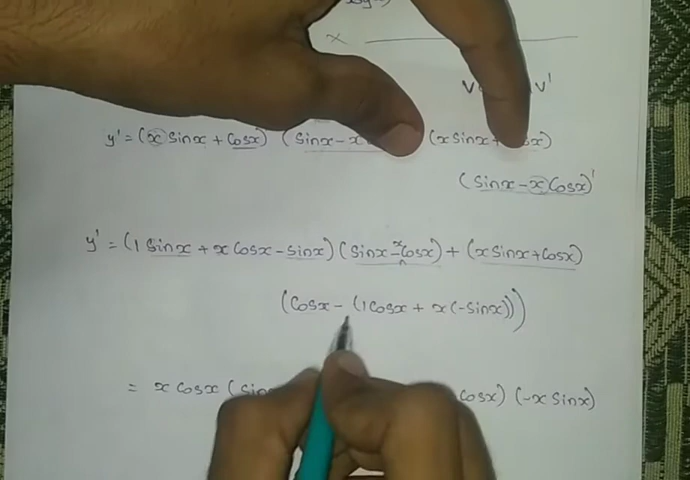 V V'
y' = (x Sinx + Cosx) (Sinx - x (x Sinx +
(Sinx - x Cosx)'
y' = (1 Sinx + x Cosx - Sinx) (Sinx - x Cosx) + (x Sinx + Cosx)
(Cosx - (1 Cosx + x (-Sinx)))
= x Cosx (Sin Cosx) (-x Sinx)